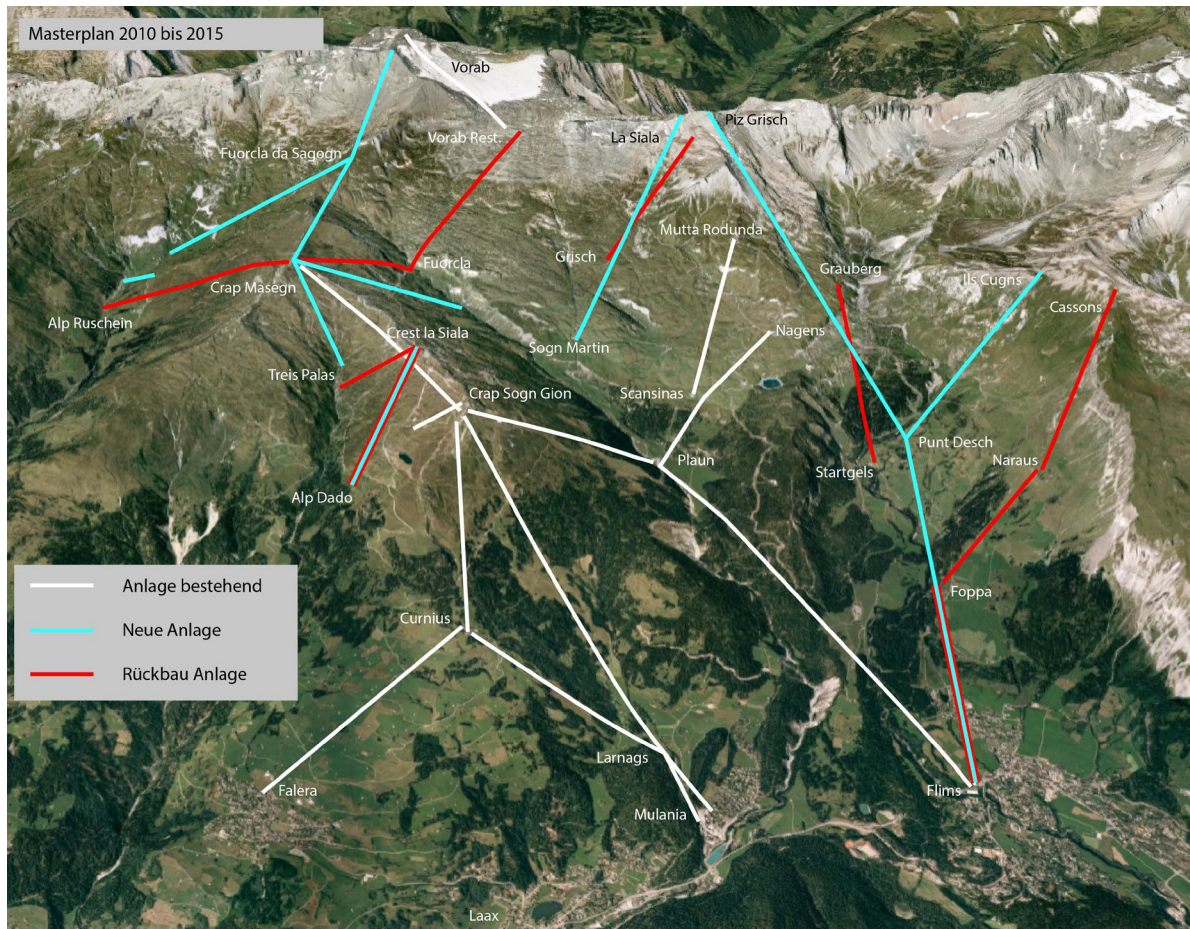 Masterplan 2010 bis 2015
Vorab
Vorab Rest.
La Siala
Piz Grisch
Fuorcla da Sagogn
Mutta Rodunda
Grisch
Fuorcla
Grauberg
Ils Cugns
Crap Masegn
Cassons
Alp Ruschein
Crest la Siala
Nagens
Sogn Martin
Treis Palas
Crap Sogn Gion
Scansinas
Punt Desch
Plaun
Naraus
Startgels
Alp Dado
Anlage bestehend
Foppa
Curnius
Neue Anlage
Rückbau Anlage
Larnags
Falera
Flims
Mulania
Laax